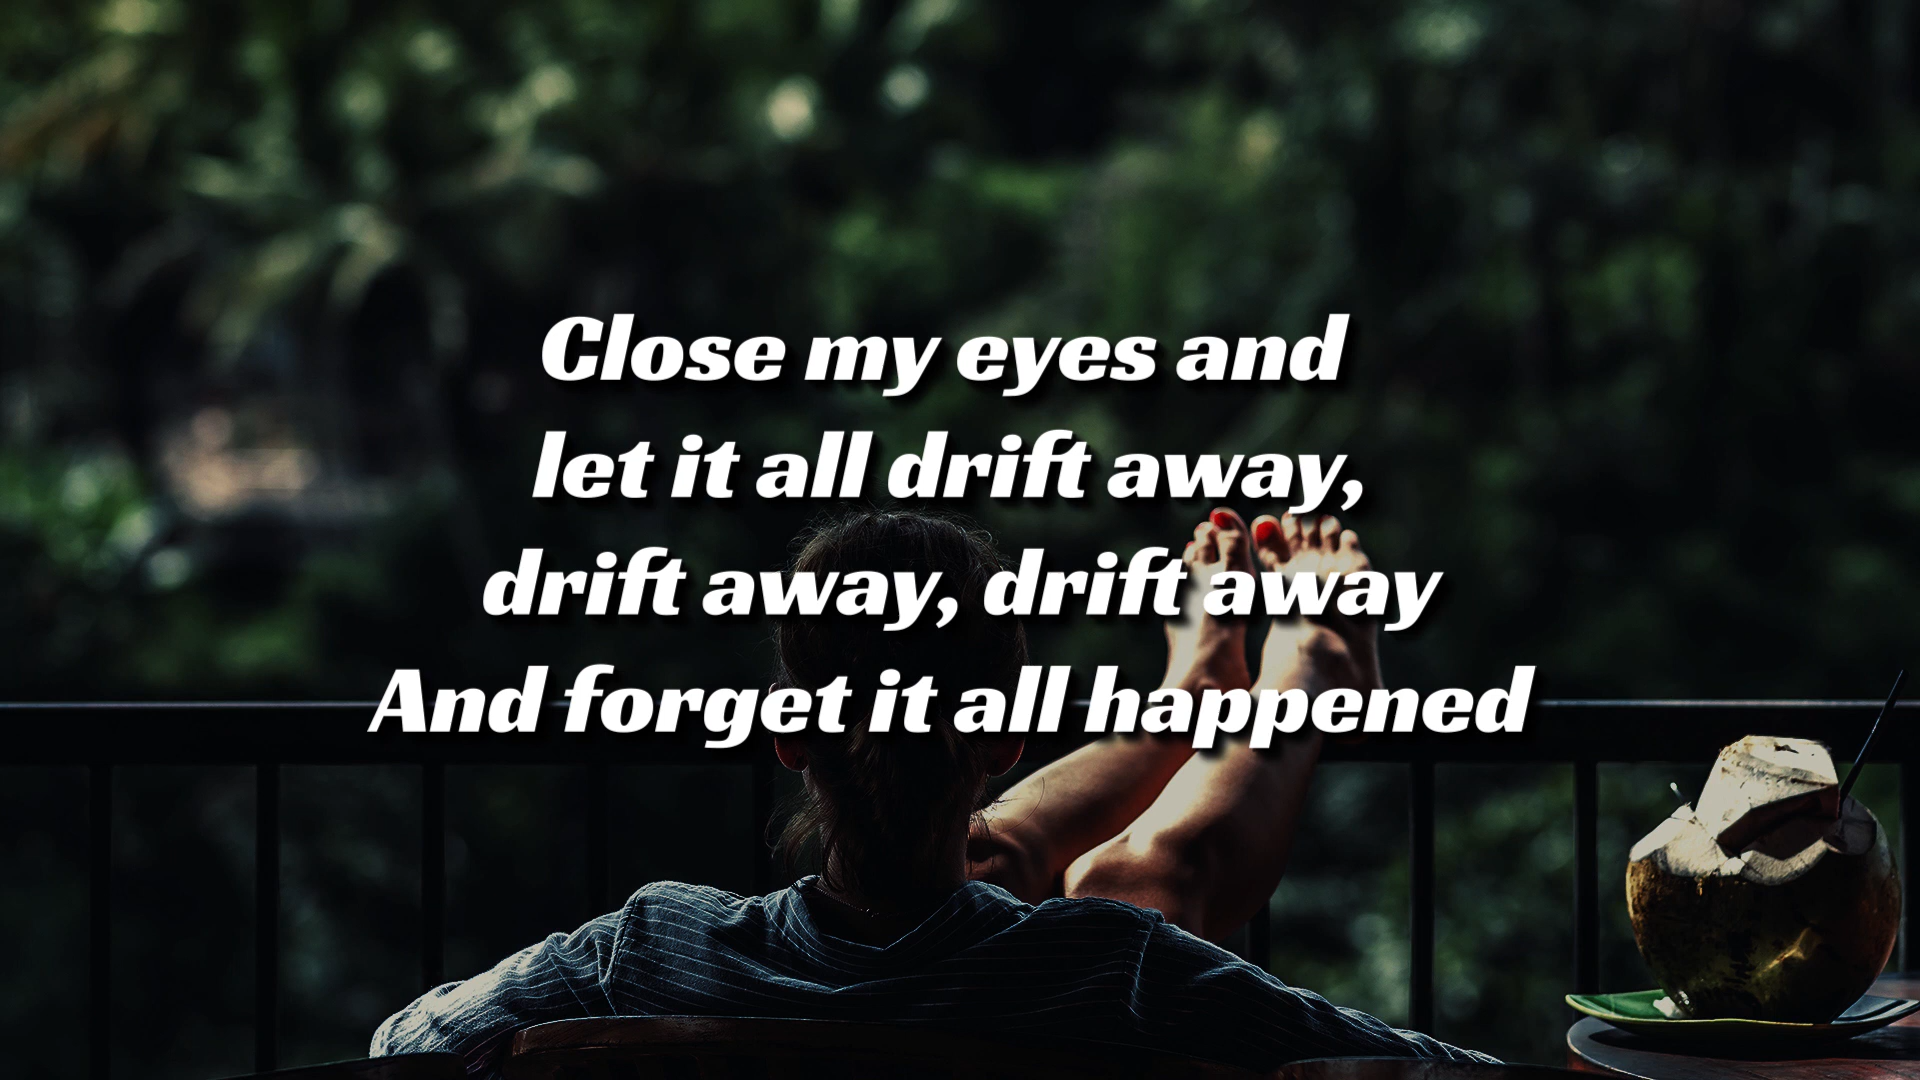 Close my eyes and
let it all drift away,
drift away, drift away
And forget it all happened